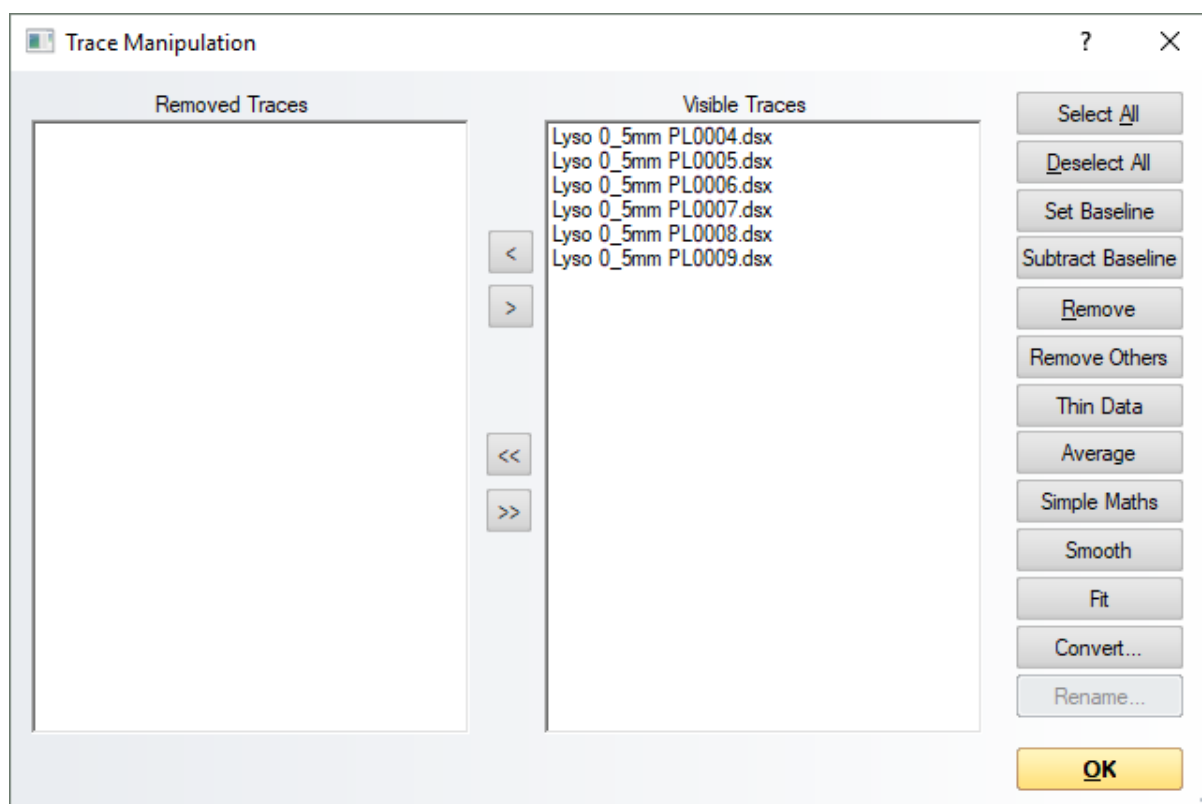 Trace Manipulation
?
Removed Traces
Visible Traces
Lyso 0_5mm PL0004.dsx
Lyso 0_5mm PL0005.dsx
Lyso 0_5mm PL0006.dsx
Lyso 0_5mm PL0007.dsx
Lyso 0_5mm PL0008.dsx
Lyso 0_5mm PL0009.dsx
<
>
<<
>>
Select All
Deselect All
Set Baseline
Subtract Baseline
Remove
Remove Others
Thin Data
Average
Simple Maths
Smooth
Fit
Convert...
Rename...
OK